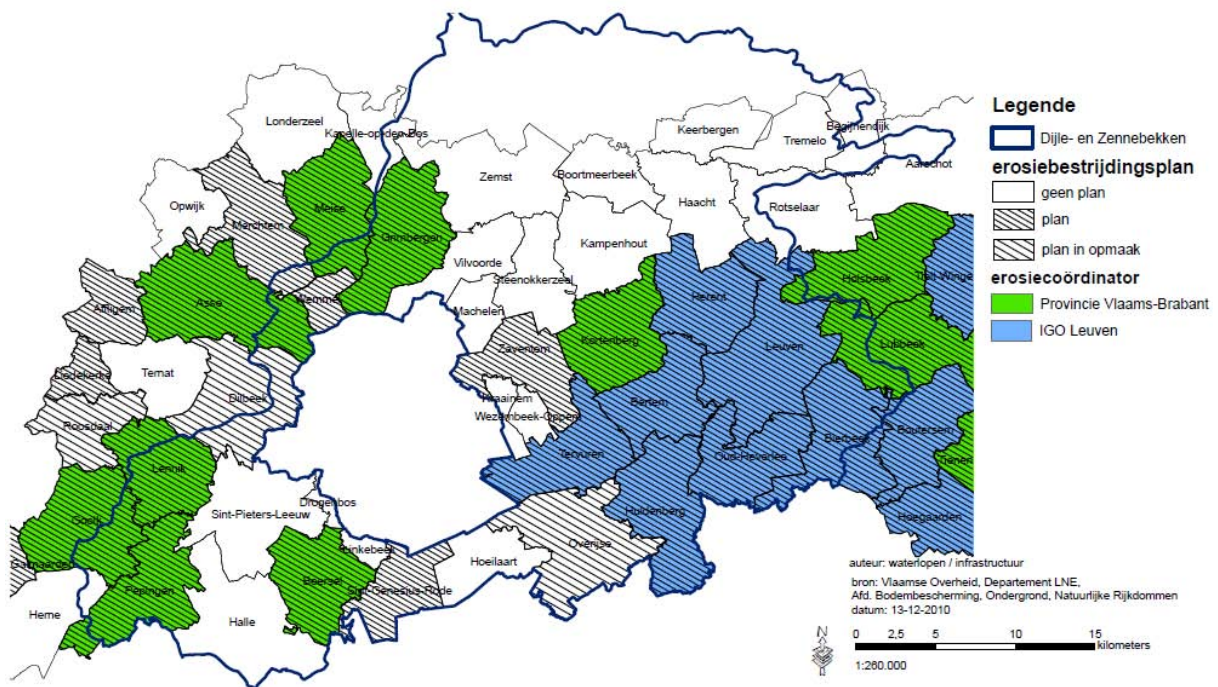 Londerzeel
Kapelle-op-den-Bos
Keerbergen
Tremelo
Begijnendijk
Aarschot
Zemst
Boortmeerbeek
Opwijk
Merchtem
Meise
Haacht
Rotselaar
Grimbergen
Kampenhout
Vilvoorde
Steenokkerzeel
Holsbeek
Tielt-Winge
Herent
Affligem
Asse
Wemmel
Machelen
Zaventem
Kortenberg
Leuven
Lubbeek
Liedekerke
Ternat
Dilbeek
Kraainem
Wezembeek-Oppem
Bertem
Roosdaal
Tervuren
Oud-Heverlee
Bierbeek
Boutersem
Tienen
Lennik
Drogenbos
Gooik
Sint-Pieters-Leeuw
Huldenberg
Hoegaarden
Linkebeek
Hoeilaart
Overijse
Galmaarden
Beersel
Sint-Genesius-Rode
Pepingen
Herne
Halle
Legende
Dijle- en Zennebekken
erosiebestrijdingsplan
geen plan
plan
plan in opmaak
erosiecoördinator
Provincie Vlaams-Brabant
IGO Leuven
auteur: waterlopen / infrastructuur
bron: Vlaamse Overheid, Departement LNE,
Afd. Bodembescherming, Ondergrond, Natuurlijke Rijkdommen
datum: 13-12-2010
N
0 2,5 5 10 15
kilometers
1:260.000